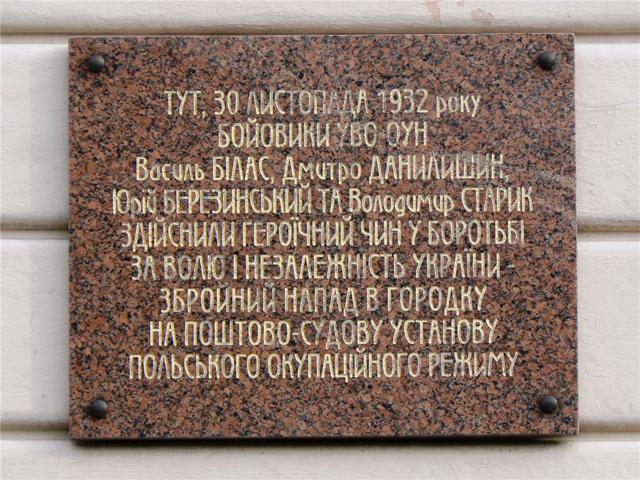 ТУТ, 30 ЛИСТОПАДА 1932 року
БОЙОВИКИ УВО ОУН
Василь БІЛАС, Дмитро ДАНИЛИШИН,
Юрій БЕРЕЗИНСЬКИЙ ТА Володимир СТАРИК
ЗДІЙСНИЛИ ГЕРОЇЧНИЙ ЧИН У БОРОТЬБІ
ЗА ВОЛЮ І НЕЗАЛЕЖНІСТЬ УКРАЇНИ -
ЗБРОЙНИЙ НАПАД В ГОРОДКУ
НА ПОШТОВО-СУДОВУ УСТАНОВУ
ПОЛЬСЬКОГО ОКУПАЦІЙНОГО РЕЖИМУ